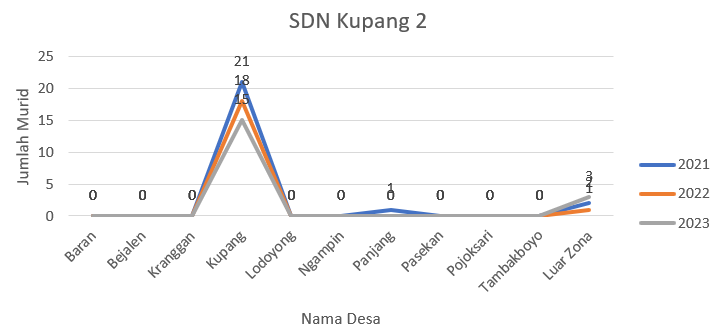 SDN Kupang 2
Jumlah Murid
25
20
15
10
5
0
21
18
15
0 0 0 0 0 1 0 0 0 0
3
2
1
Baran
Bejalen
Kranggan
Kupang
Lodoyong
Ngampin
Panjang
Pasekan
Pojoksari
Tambakboyo
Luar Zona
Nama Desa
2021
2022
2023